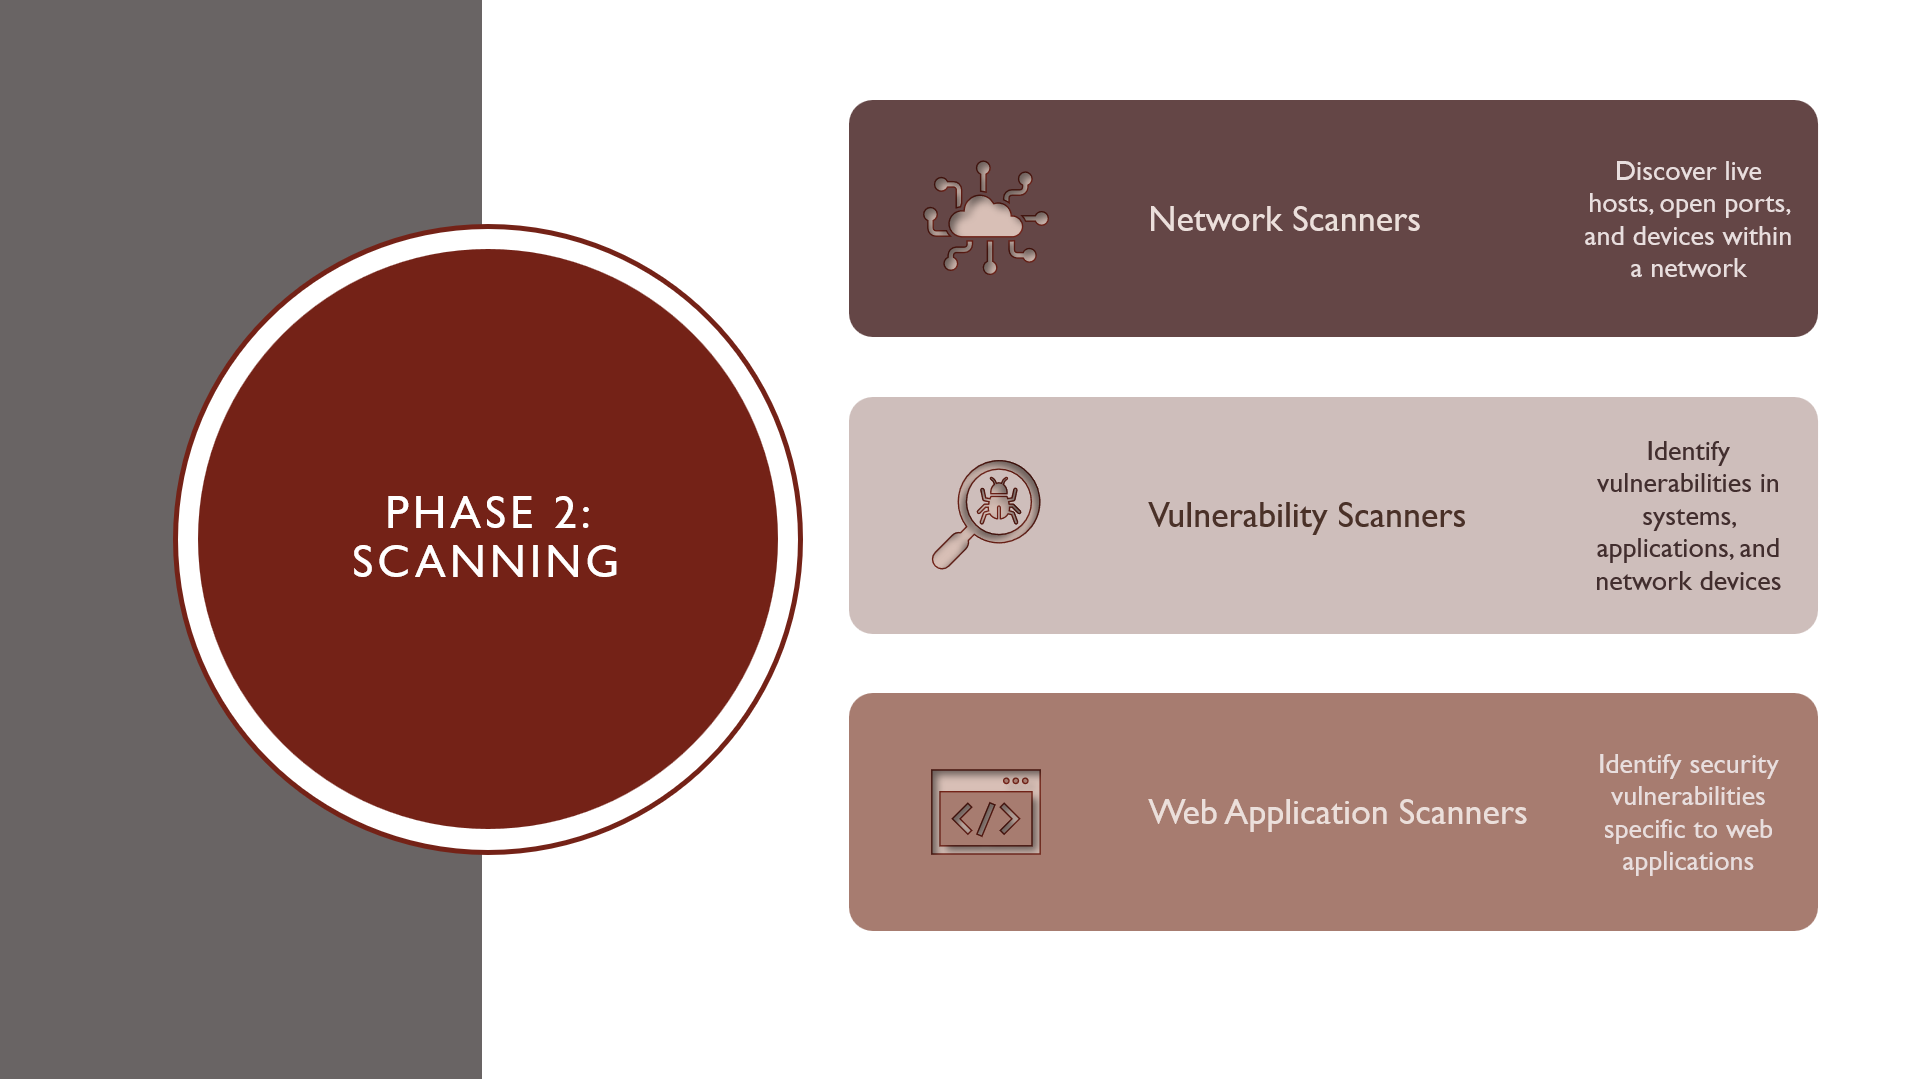 PHASE 2:
SCANNING
Network Scanners
Discover live
hosts, open ports,
and devices within
a network
Vulnerability Scanners
Identify
vulnerabilities in
systems,
applications, and
network devices
Web Application Scanners
Identify security
vulnerabilities
specific to web
applications